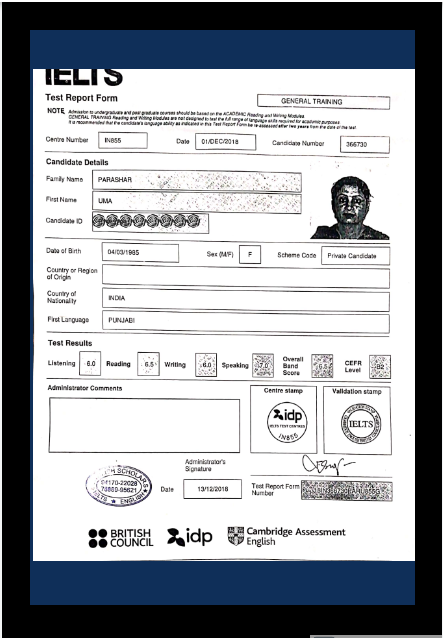 IELTS
Test Report Form
GENERAL TRAINING
NOTE Admission to undergraduate and post graduate courses should be based on the ACADEMIC Reading and Writing Modules.
GENERAL TRAINING Reading and Writing Modules are not designed to test the full range of language skills required for academic purposes
It is recommended that the candidate's language ability as indicated in this Test Report Form be re-assessed after two years from the date of the test
Centre Number IN855 Date 01/DEC/2018 Candidate Number 366730
Candidate Details
Family Name PARASHAR
First Name UMA
Candidate ID
Date of Birth 04/03/1985 Sex (M/F) F Scheme Code Private Candidate
Country or Region
of Origin
Country of
Nationality INDIA
First Language PUNJABI
Test Results
Listening 6.0 Reading 6.5 Writing 6.0 Speaking 7.0 Overall Band Score 6.5 CEFR Level B2
Administrator Comments
Centre stamp
Validation stamp
idp
IELTS TEST CENTRES
IN855
IELTS
Administrator's
Signature
SCHOLARS
94170-22028
78889-95621
IELTS ★ ENGLISH
Date 13/12/2018
Test Report Form
Number
BRITISH
COUNCIL
idp
Cambridge Assessment
English